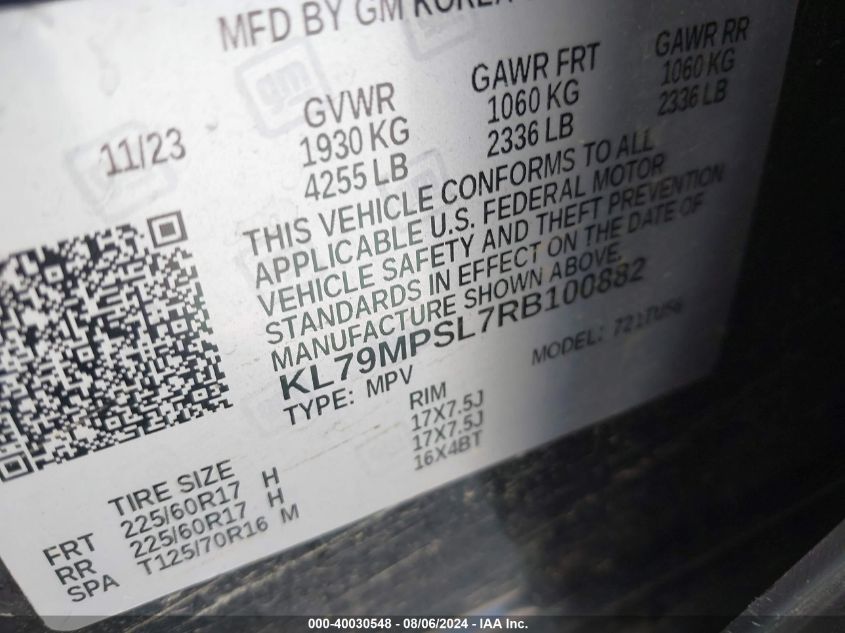 MFD BY GM KOREA
11/23
GVWR
1930 KG
4255 LB
GAWR FRT
1060 KG
2336 LB
GAWR RR
1060 KG
2336 LB
THIS VEHICLE CONFORMS TO ALL
APPLICABLE U.S. FEDERAL MOTOR
VEHICLE SAFETY AND THEFT PREVENTION
STANDARDS IN EFFECT ON THE DATE OF
MANUFACTURE SHOWN ABOVE.
KL79MPSL7RB100882
TYPE: MPV
MODEL:
TIRE SIZE RIM
FRT 225/60R17 H 17X7.5J
RR 225/60R17 H 17X7.5J
SPA T125/70R16 M 16X4BT
000-40030548 - 08/06/2024 - IAA Inc.